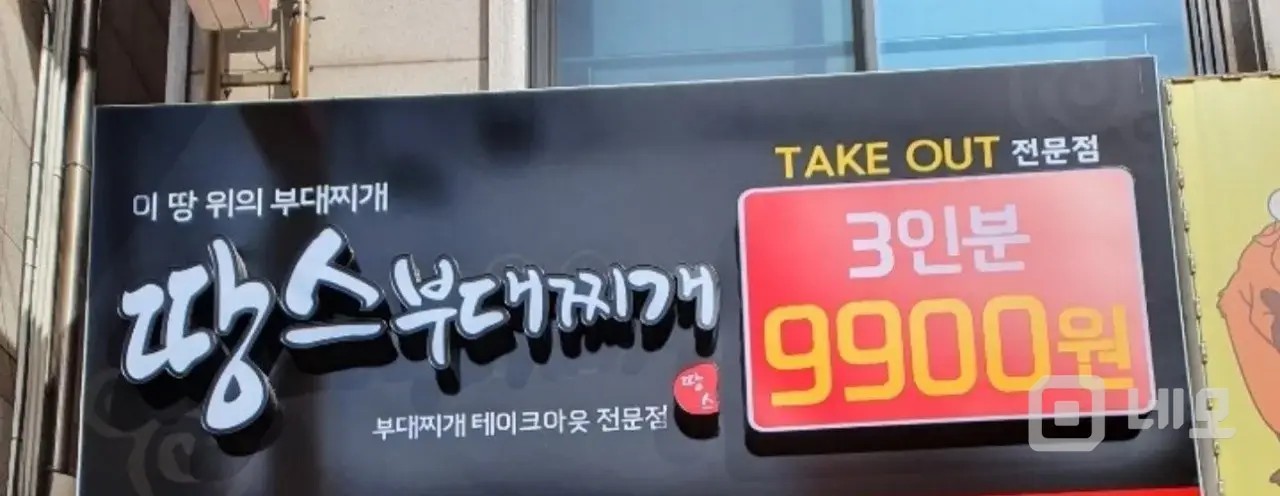 이 땅 위의 부대찌개
땅스부대찌개
땅스
부대찌개 테이크아웃 전문점
TAKE OUT 전문점
3인분
9900원
네모